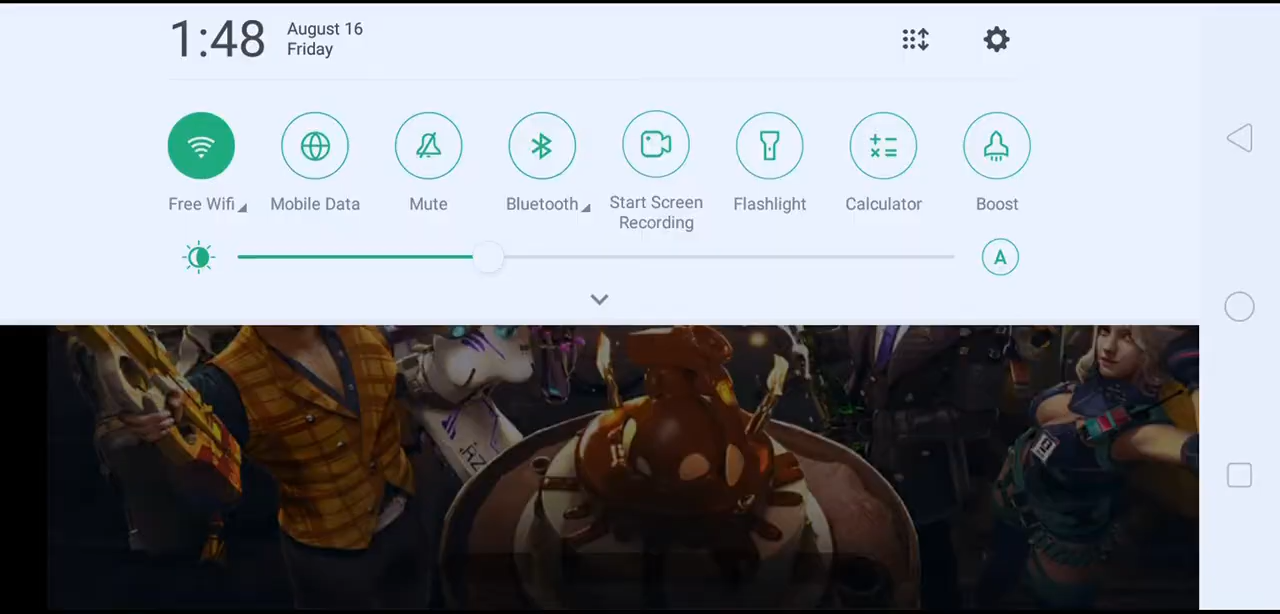 1:48
August 16
Friday
Free Wifi
Mobile Data
Mute
Bluetooth
Start Screen
Recording
Flashlight
Calculator
Boost
A